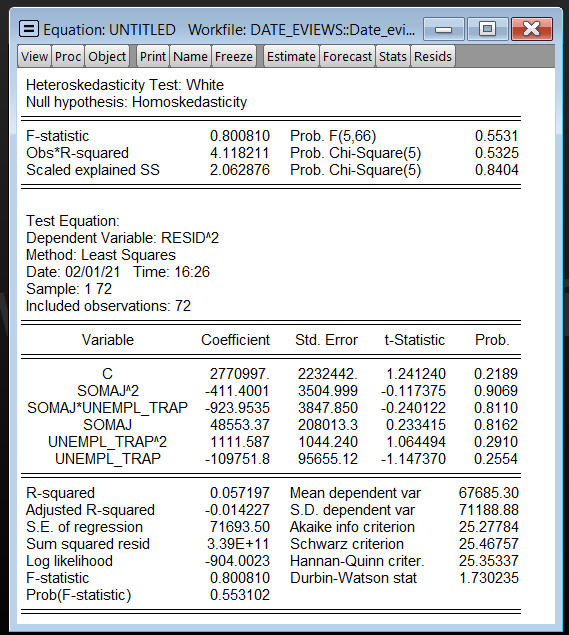 Equation: UNTITLED Workfile: DATE_EVIEWS::Date_evi...
View Proc Object Print Name Freeze Estimate Forecast Stats Resids
Heteroskedasticity Test: White
Null hypothesis: Homoskedasticity
F-statistic 0.800810 Prob. F(5,66) 0.5531
Obs*R-squared 4.118211 Prob. Chi-Square(5) 0.5325
Scaled explained SS 2.062876 Prob. Chi-Square(5) 0.8404
Test Equation:
Dependent Variable: RESID^2
Method: Least Squares
Date: 02/01/21 Time: 16:26
Sample: 1 72
Included observations: 72
Variable Coefficient Std. Error t-Statistic Prob.
C 2770997. 2232442. 1.241240 0.2189
SOMAJ^2 -411.4001 3504.999 -0.117375 0.9069
SOMAJ*UNEMPL_TRAP -923.9535 3847.850 -0.240122 0.8110
SOMAJ 48553.37 208013.3 0.233415 0.8162
UNEMPL_TRAP^2 1111.587 1044.240 1.064494 0.2910
UNEMPL_TRAP -109751.8 95655.12 -1.147370 0.2554
R-squared 0.057197 Mean dependent var 67685.30
Adjusted R-squared -0.014227 S.D. dependent var 71188.88
S.E. of regression 71693.50 Akaike info criterion 25.27784
Sum squared resid 3.39E+11 Schwarz criterion 25.46757
Log likelihood -904.0023 Hannan-Quinn criter. 25.35337
F-statistic 0.800810 Durbin-Watson stat 1.730235
Prob(F-statistic) 0.553102